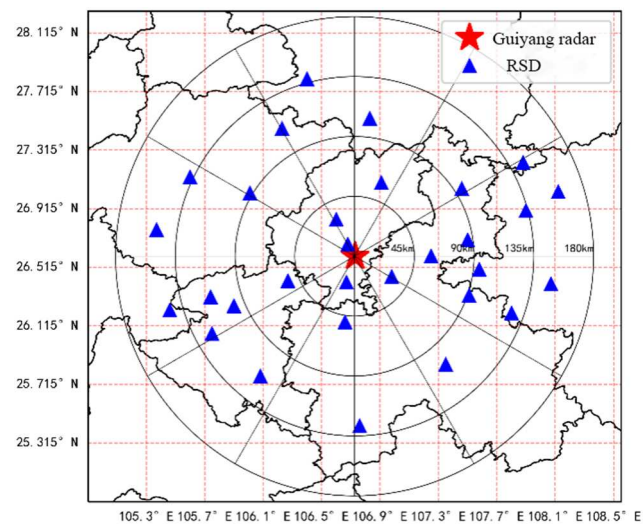 28.115° N
Guiyang radar
RSD
27.715° N
27.315° N
26.915° N
45km 90km 135km 180km
26.515° N
26.115° N
25.715° N
25.315° N
105.3° E 105.7° E 106.1° E 106.5° E 106.9° E 107.3° E 107.7° E 108.1° E 108.5° E